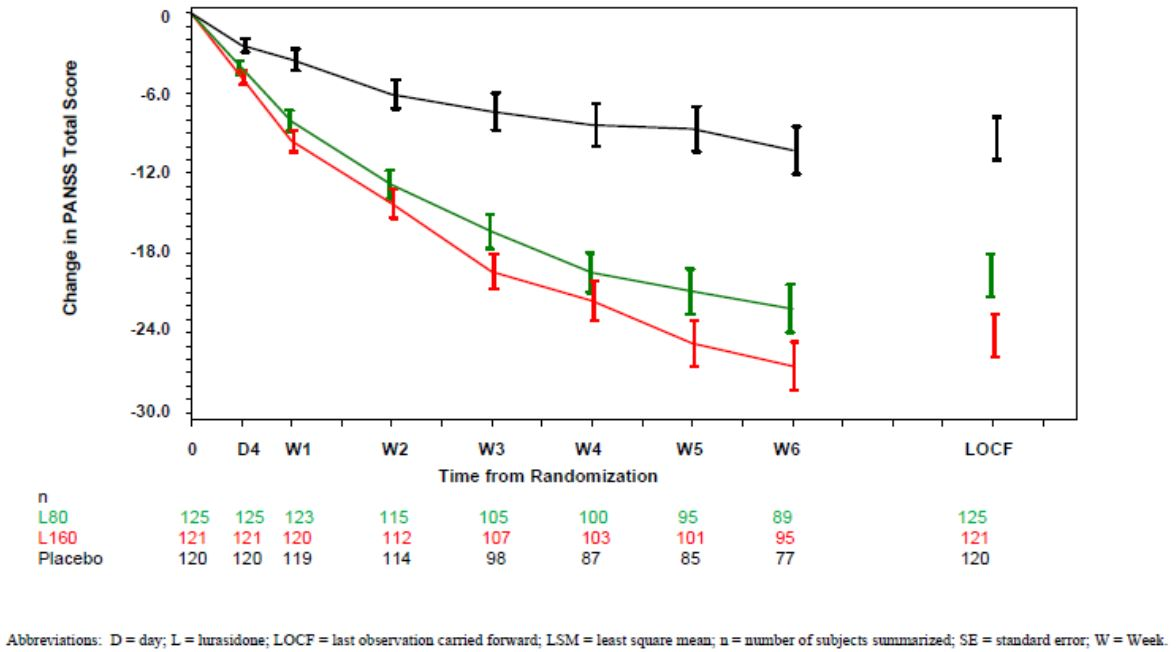 Change in PANSS Total Score
0
-6.0
-12.0
-18.0
-24.0
-30.0
0 D4 W1 W2 W3 W4 W5 W6 LOCF
Time from Randomization
n
L80 125 125 123 115 105 100 95 89 125
L160 121 121 120 112 107 103 101 95 121
Placebo 120 120 119 114 98 87 85 77 120
Abbreviations: D = day; L = lurasidone; LOCF = last observation carried forward; LSM = least square mean; n = number of subjects summarized; SE = standard error; W = Week.